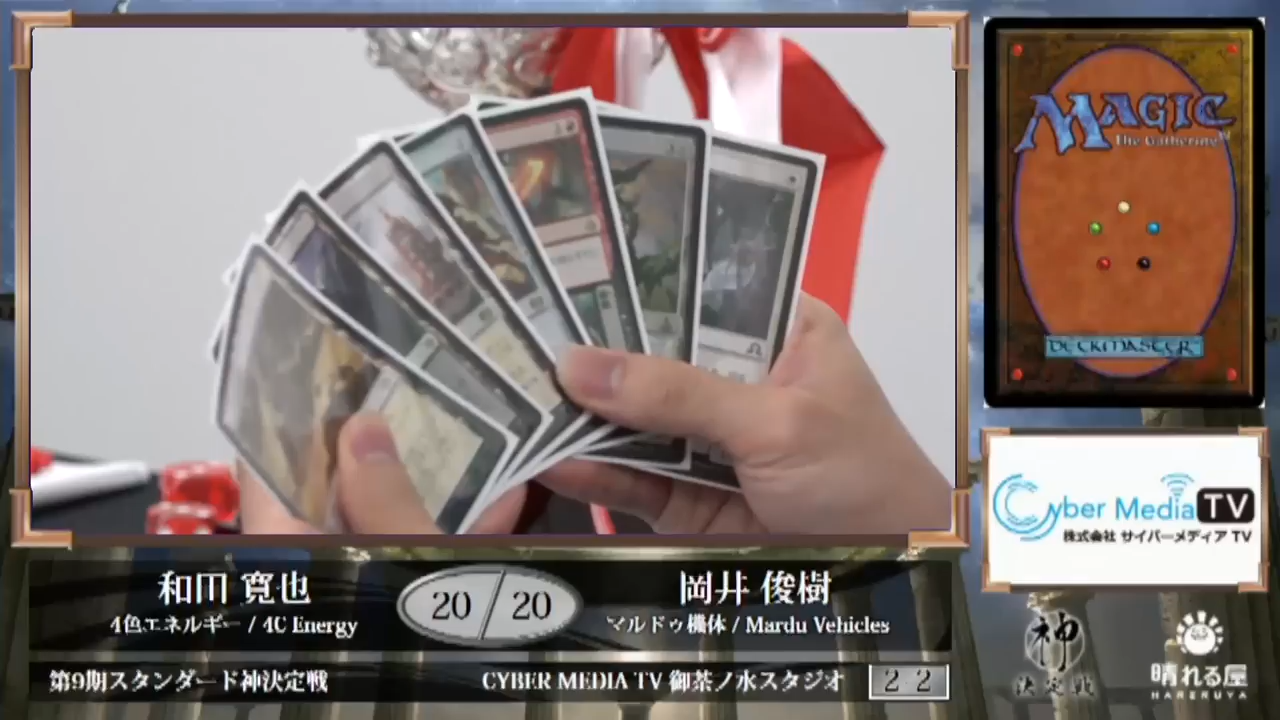 MAGIC
The Gathering
DECKMASTER
Cyber Media TV
株式会社 サイバーメディア TV
和田 寛也
4色エネルギー / 4C Energy
20 / 20
岡井 俊樹
マルドゥ機体 / Mardu Vehicles
第9期スタンダード神決定戦
CYBER MEDIA TV 御茶ノ水スタジオ
2-2
神
決定戦
晴れる屋
HARERUYA